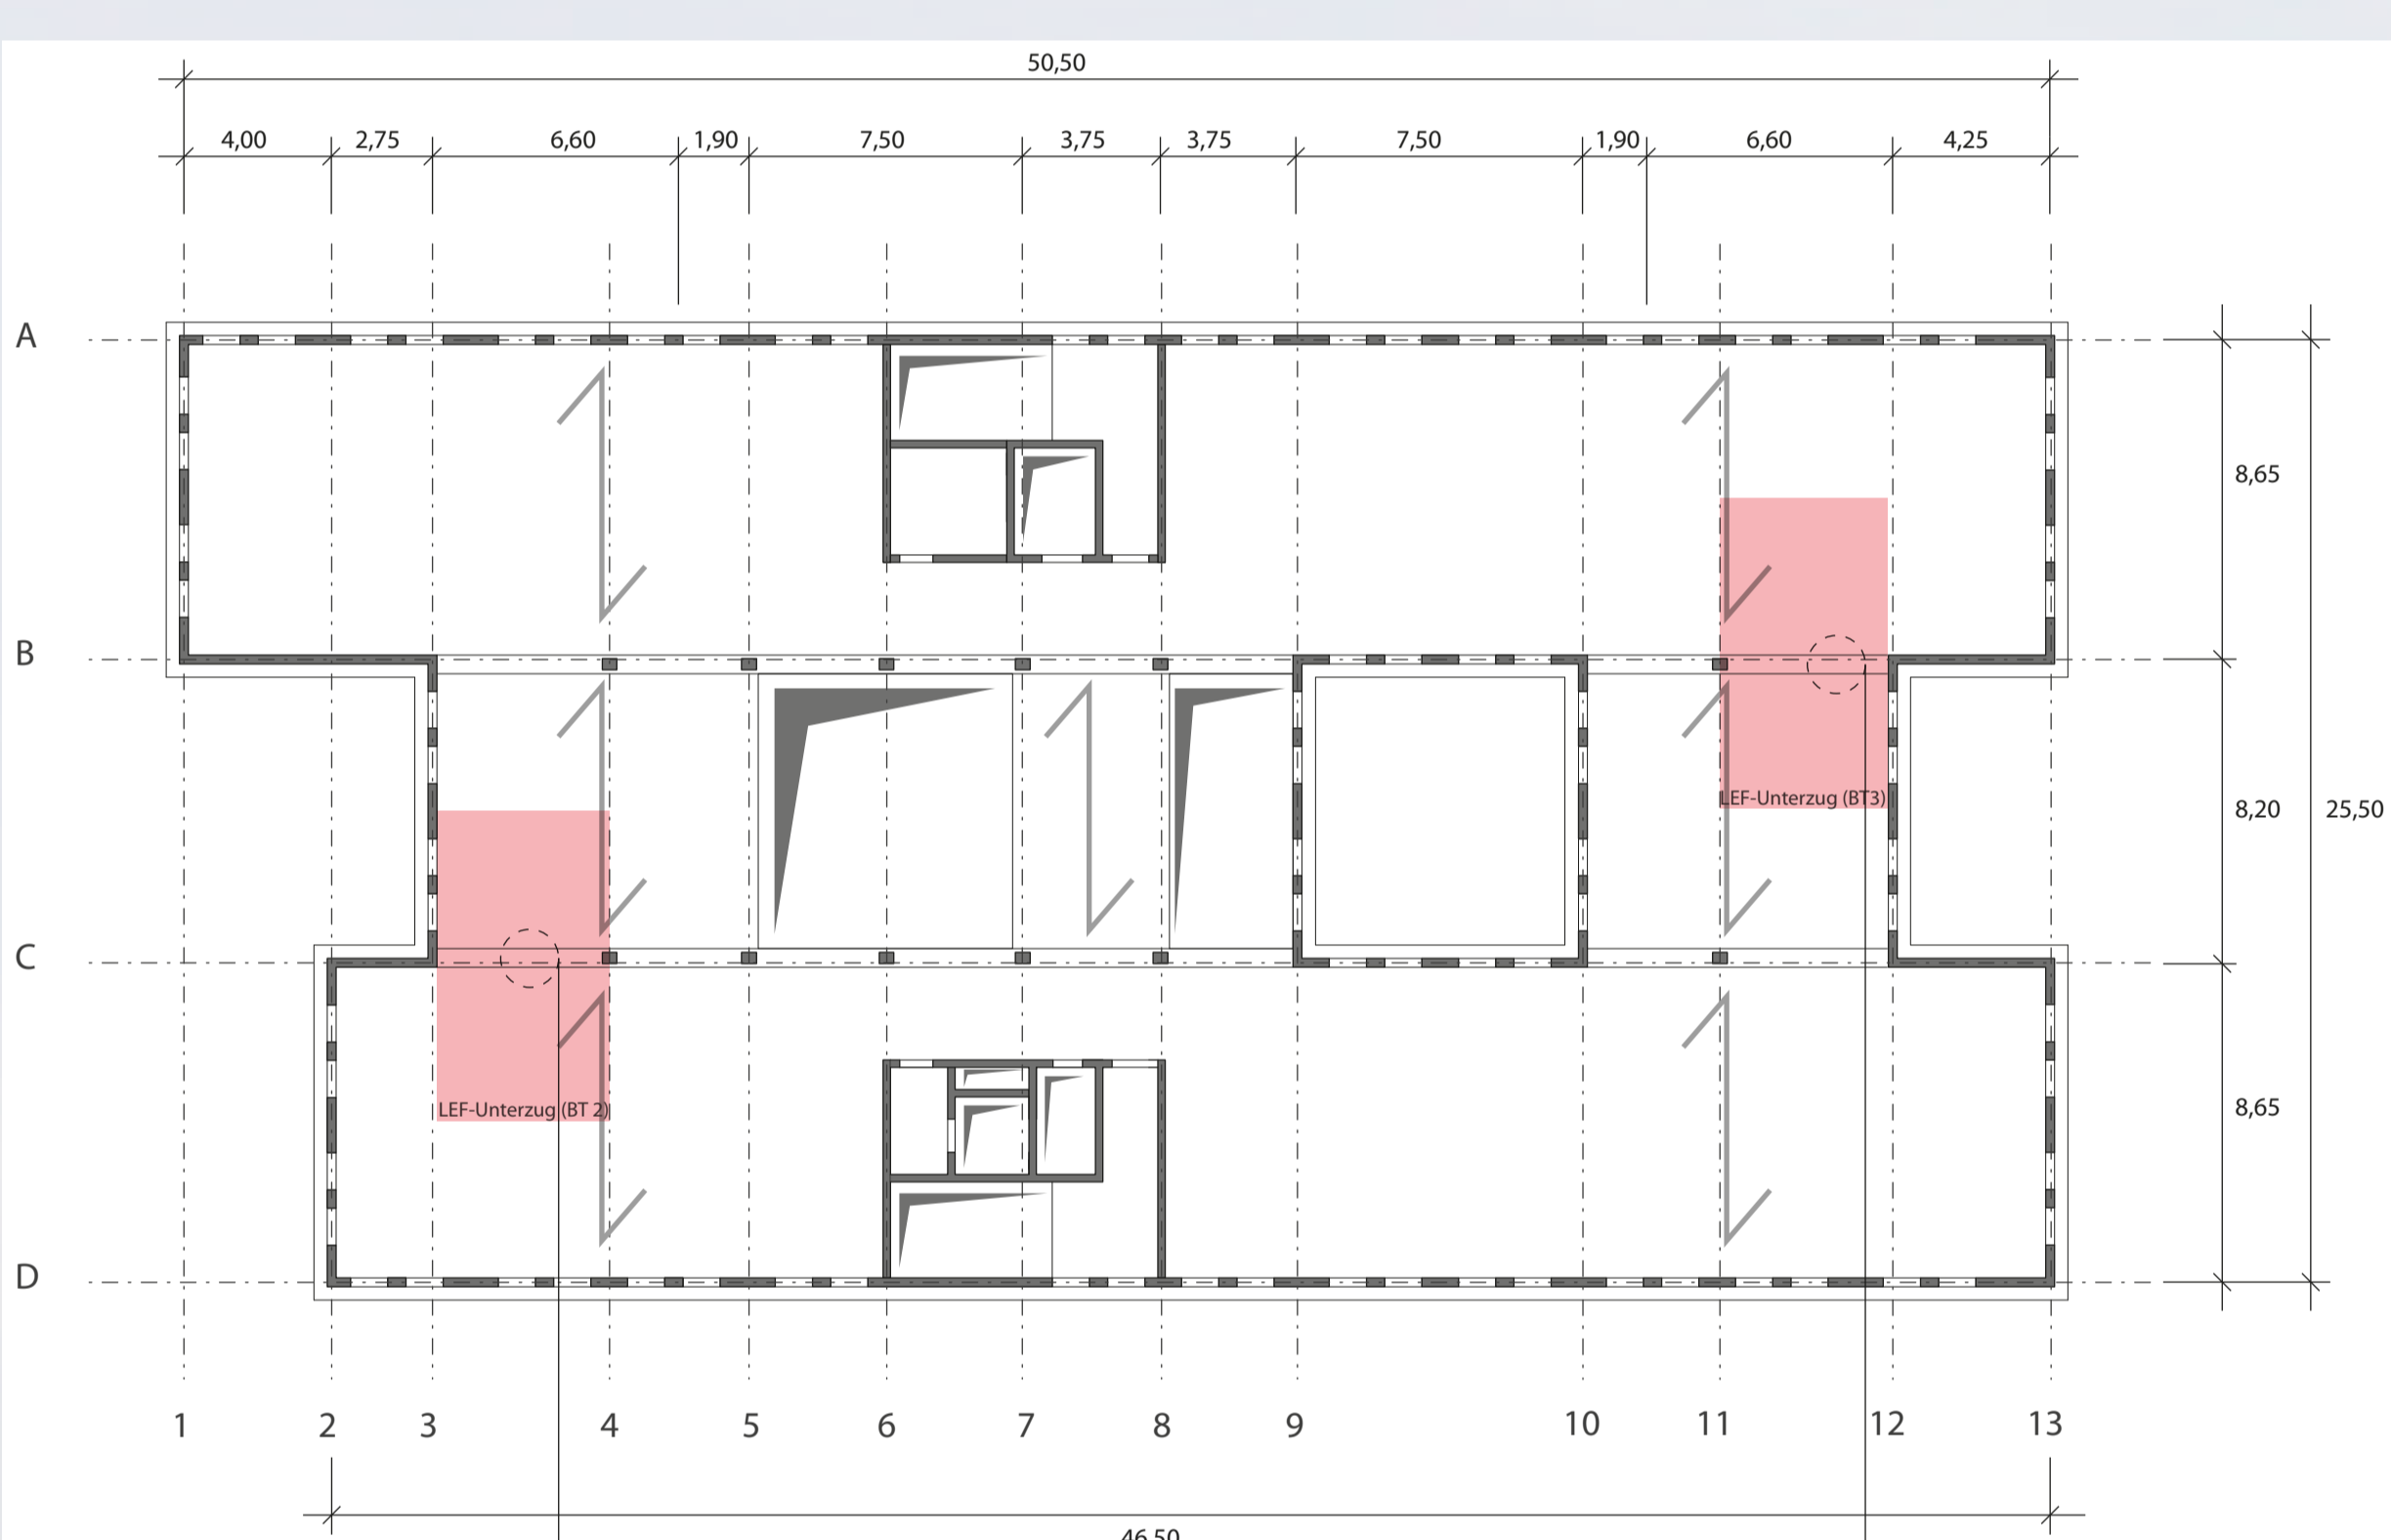 50,50
4,00 2,75 6,60 1,90 7,50 3,75 3,75 7,50 1,90 6,60 4,25
A
8,65
B
LEF-Unterzug (BT3)
8,20 25,50
C
LEF-Unterzug (BT 2)
8,65
D
1 2 3 4 5 6 7 8 9 10 11 12 13
46,50